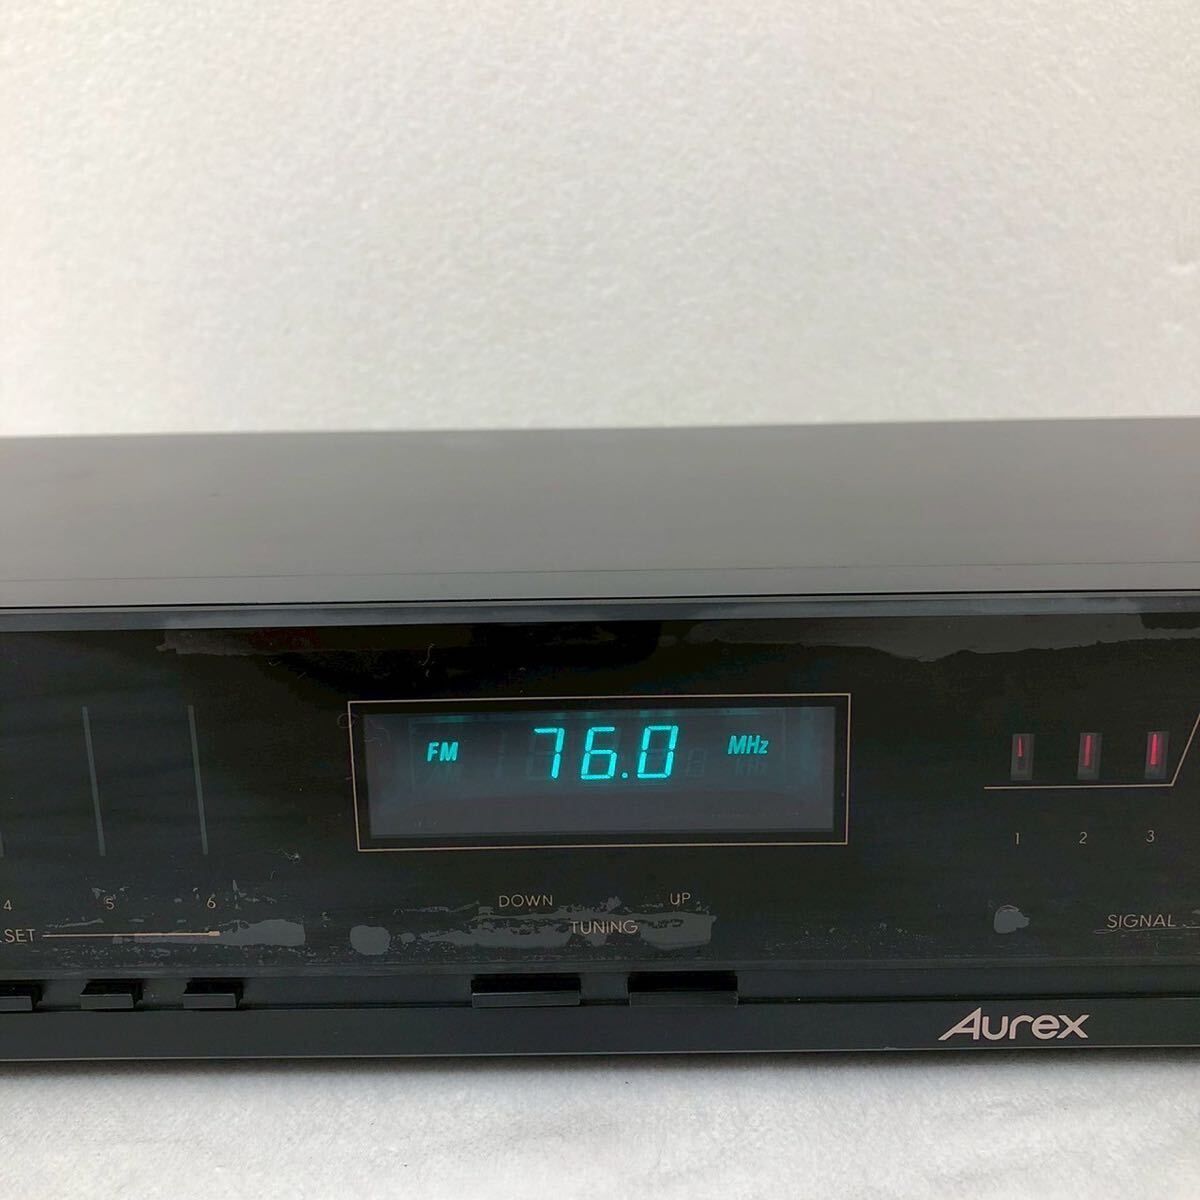 FM 76.0 MHz
1 2 3
4 5 6
DOWN UP
SET
TUNING
SIGNAL
Aurex